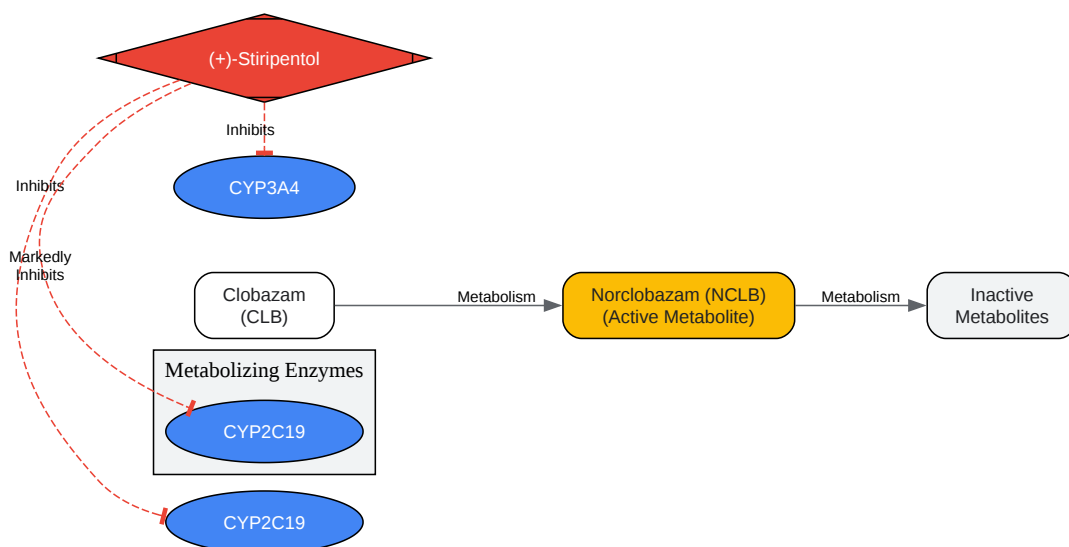 (+)-Stiripentol
Inhibits
CYP3A4
Inhibits
Markedly
Inhibits
Clobazam
(CLB)
Metabolism
Norclobazam (NCLB)
(Active Metabolite)
Metabolism
Inactive
Metabolites
Metabolizing Enzymes
CYP2C19
CYP2C19